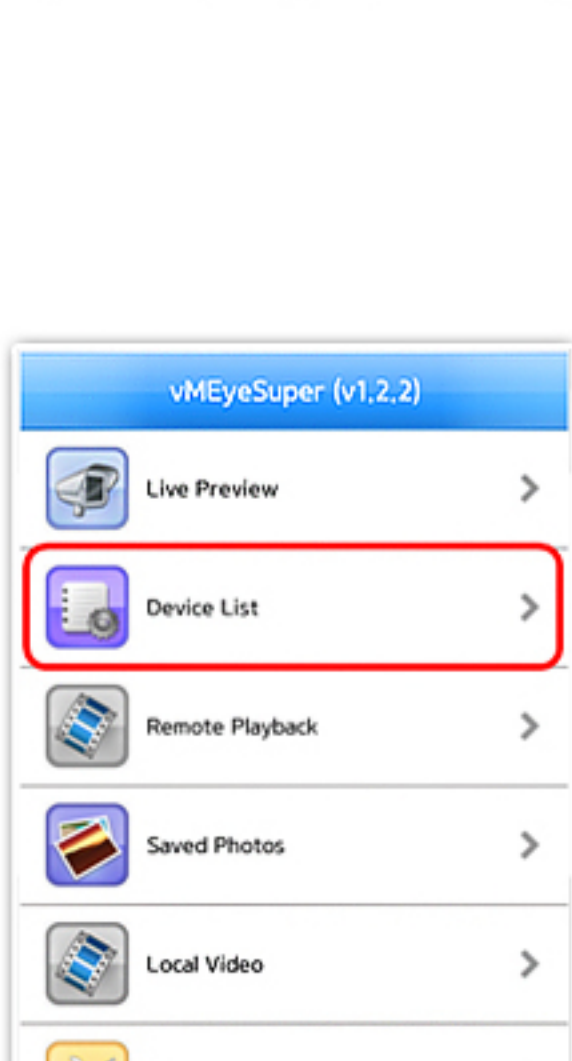 vMEyeSuper (v1.2.2)
Live Preview
Device List
Remote Playback
Saved Photos
Local Video